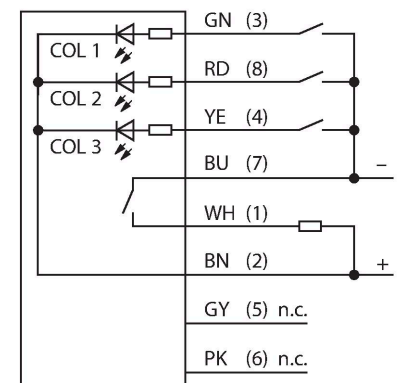 GN (3)
COL 1
RD (8)
COL 2
YE (4)
COL 3
BU (7)
–
WH (1)
BN (2)
+
GY (5) n.c.
PK (6) n.c.